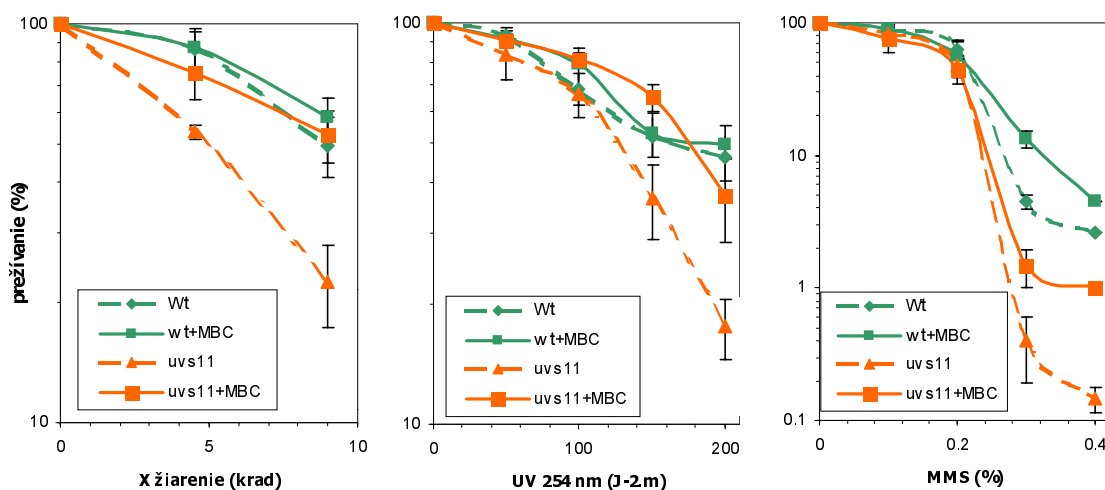 prežívanie (%)
100
10
0
5
10
X žiarenie (krad)
Wt
wt+MBC
uvs11
uvs11+MBC
100
10
0
100
200
UV 254 nm (J-2.m)
Wt
wt+MBC
uvs11
uvs11+MBC
100
10
1
0.1
0
0.2
0.4
MMS (%)
Wt
wt+MBC
uvs11
uvs11+MBC